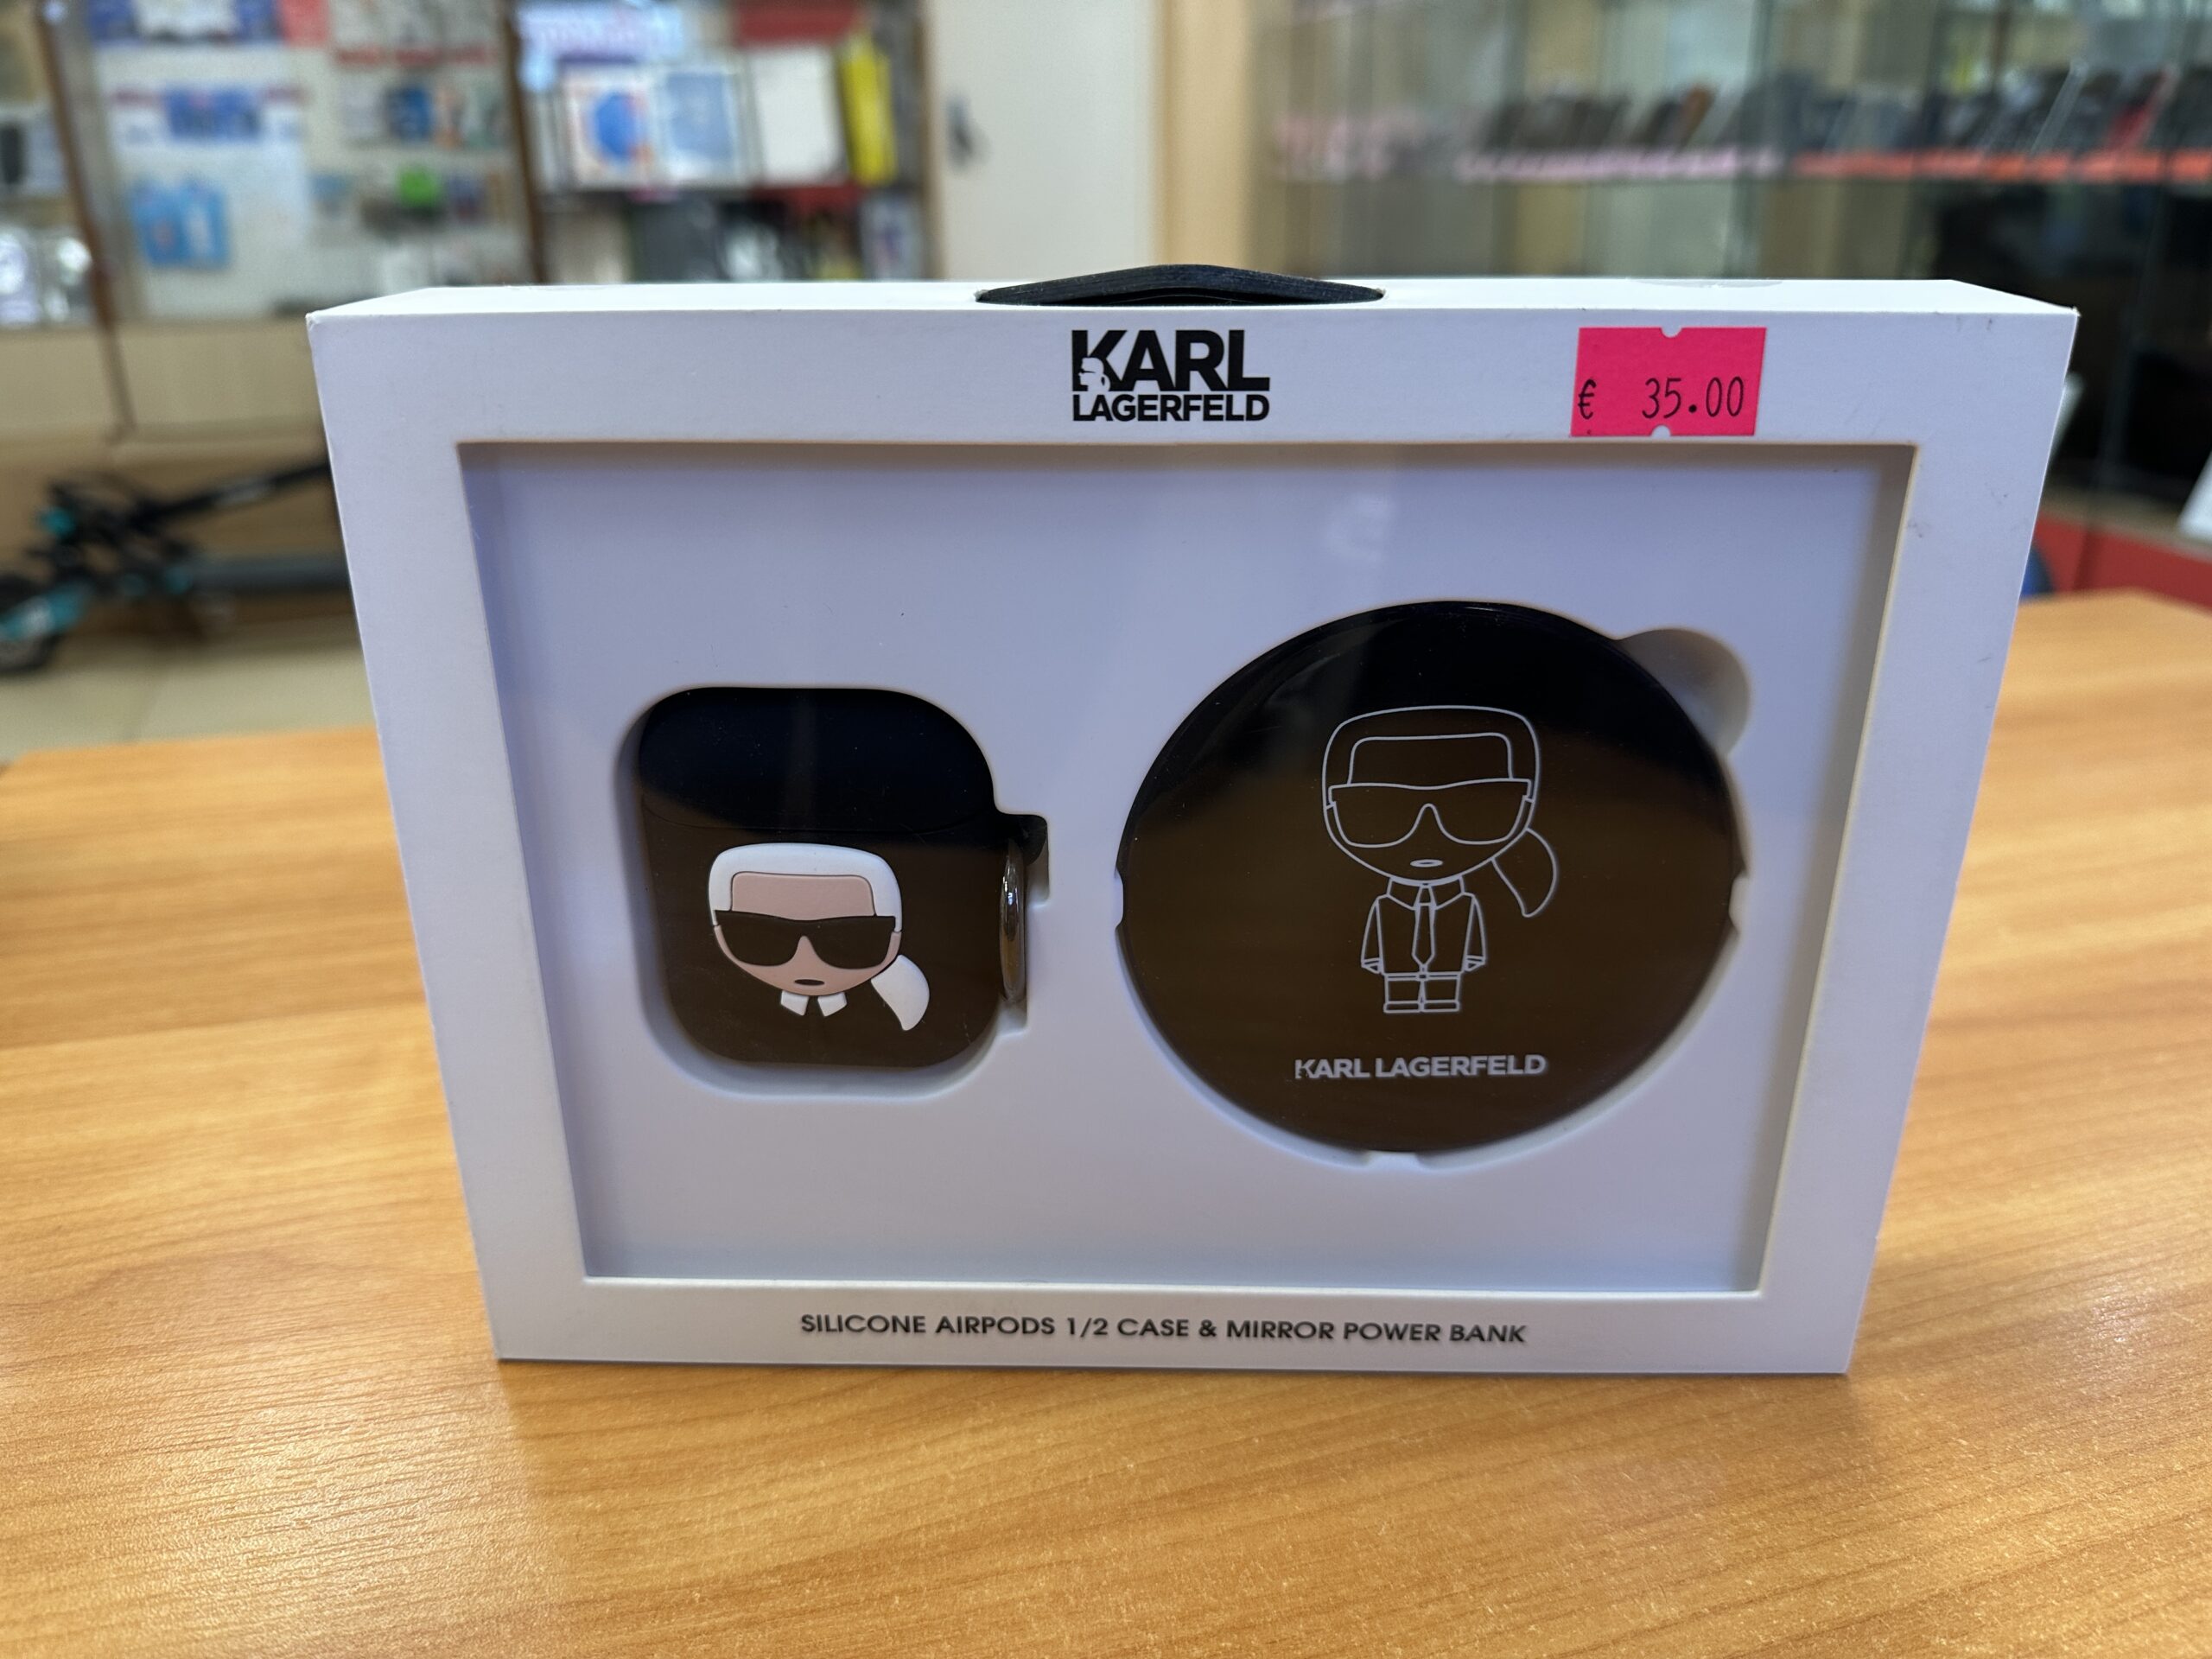 KARL
LAGERFELD
€ 35.00
KARL LAGERFELD
SILICONE AIRPODS 1/2 CASE & MIRROR POWER BANK